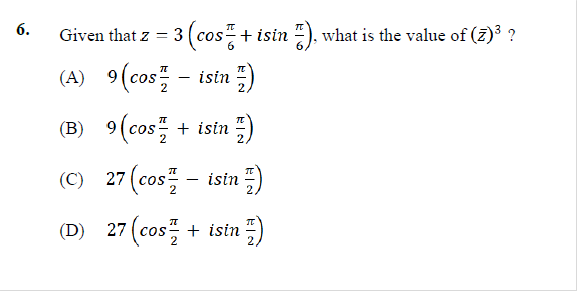 6. Given that z = 3 (cos π/6 + isin π/6), what is the value of (z̄)³ ?
(A) 9 (cos π/2 − isin π/2)
(B) 9 (cos π/2 + isin π/2)
(C) 27 (cos π/2 − isin π/2)
(D) 27 (cos π/2 + isin π/2)